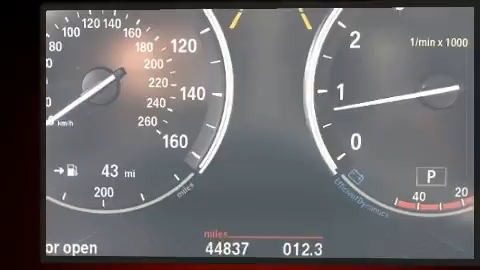 100 120 140
80 160
180 120
200
220 140
240
260 160
km/h
43 mi
200
miles
2
1/min x 1000
1
0
P
EfficientDynamics
40 20
miles
or open 44837 012.3